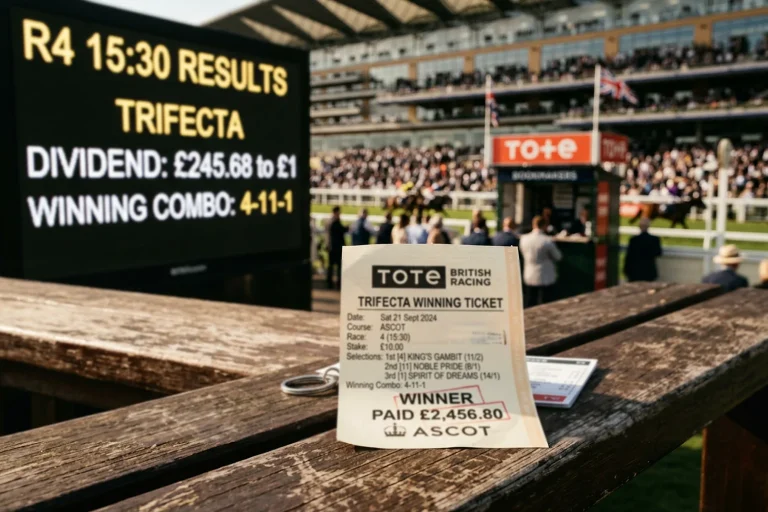 R4 15:30 RESULTS
TRIFECTA
DIVIDEND: £245.68 to £1
WINNING COMBO: 4-11-1
TOTE
TOTE
BOOKMAKERS
TOTE BRITISH RACING
TRIFECTA WINNING TICKET
Date: Sat 21 Sept 2024
Course: ASCOT
Race: 4 (15:30)
Stake: £10.00
Selections: 1st [4] KING'S GAMBIT (11/2)
2nd [11] NOBLE PRIDE (8/1)
3rd [1] SPIRIT OF DREAMS (14/1)
Winning Combo: 4-11-1
WINNER
PAID £2,456.80
ASCOT